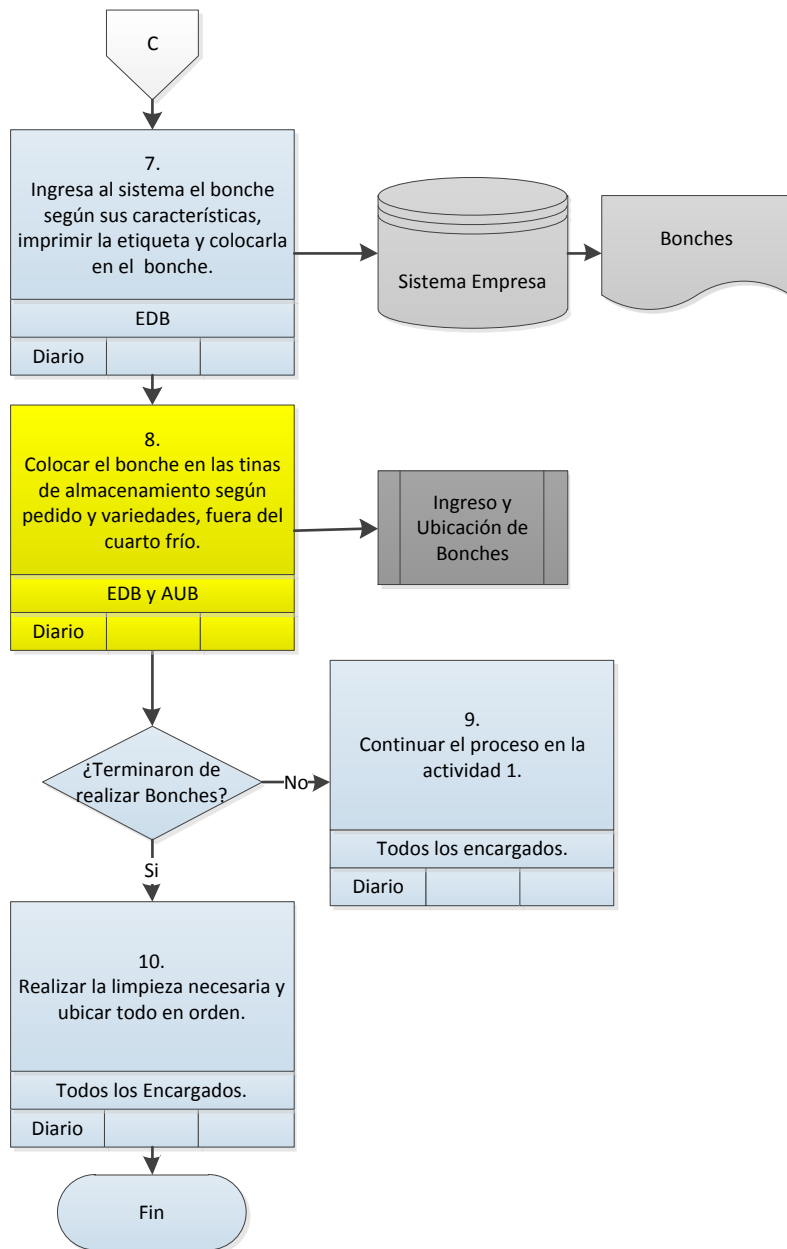 C
7.
Ingresa al sistema el bonche
según sus características,
imprimir la etiqueta y colocarla
en el bonche.
EDB
Diario
Sistema Empresa
Bonches
8.
Colocar el bonche en las tinas
de almacenamiento según
pedido y variedades, fuera del
cuarto frío.
EDB y AUB
Diario
Ingreso y
Ubicación de
Bonches
¿Terminaron de
realizar Bonches?
No
9.
Continuar el proceso en la
actividad 1.
Todos los encargados.
Diario
Si
10.
Realizar la limpieza necesaria y
ubicar todo en orden.
Todos los Encargados.
Diario
Fin